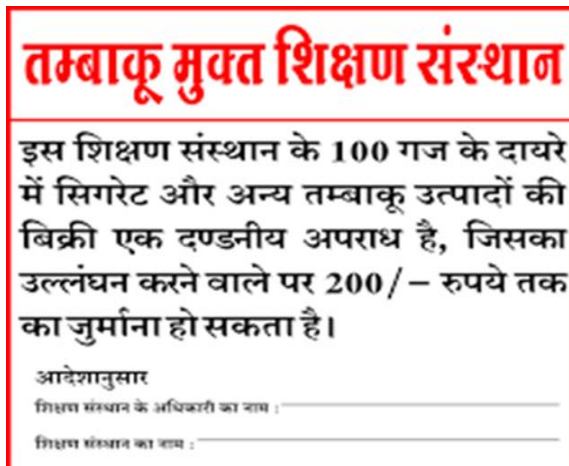 तम्बाकू मुक्त शिक्षण संस्थान
इस शिक्षण संस्थान के 100 गज के दायरे
में सिगरेट और अन्य तम्बाकू उत्पादों की
बिक्री एक दण्डनीय अपराध है, जिसका
उल्लंघन करने वाले पर 200/– रुपये तक
का जुर्माना हो सकता है।
आदेशानुसार
शिक्षण संस्थान के अधिकारी का नाम :
शिक्षण संस्थान का नाम :